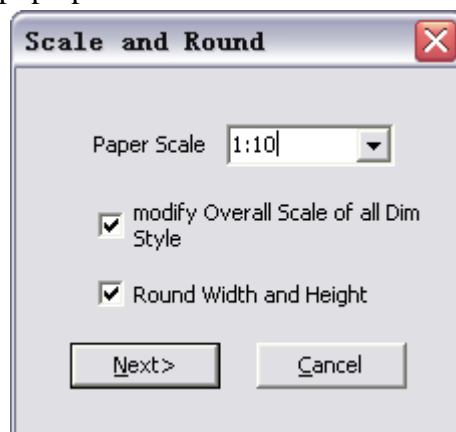 Scale and Round
Paper Scale 1:10
modify Overall Scale of all Dim
Style
Round Width and Height
Next> Cancel